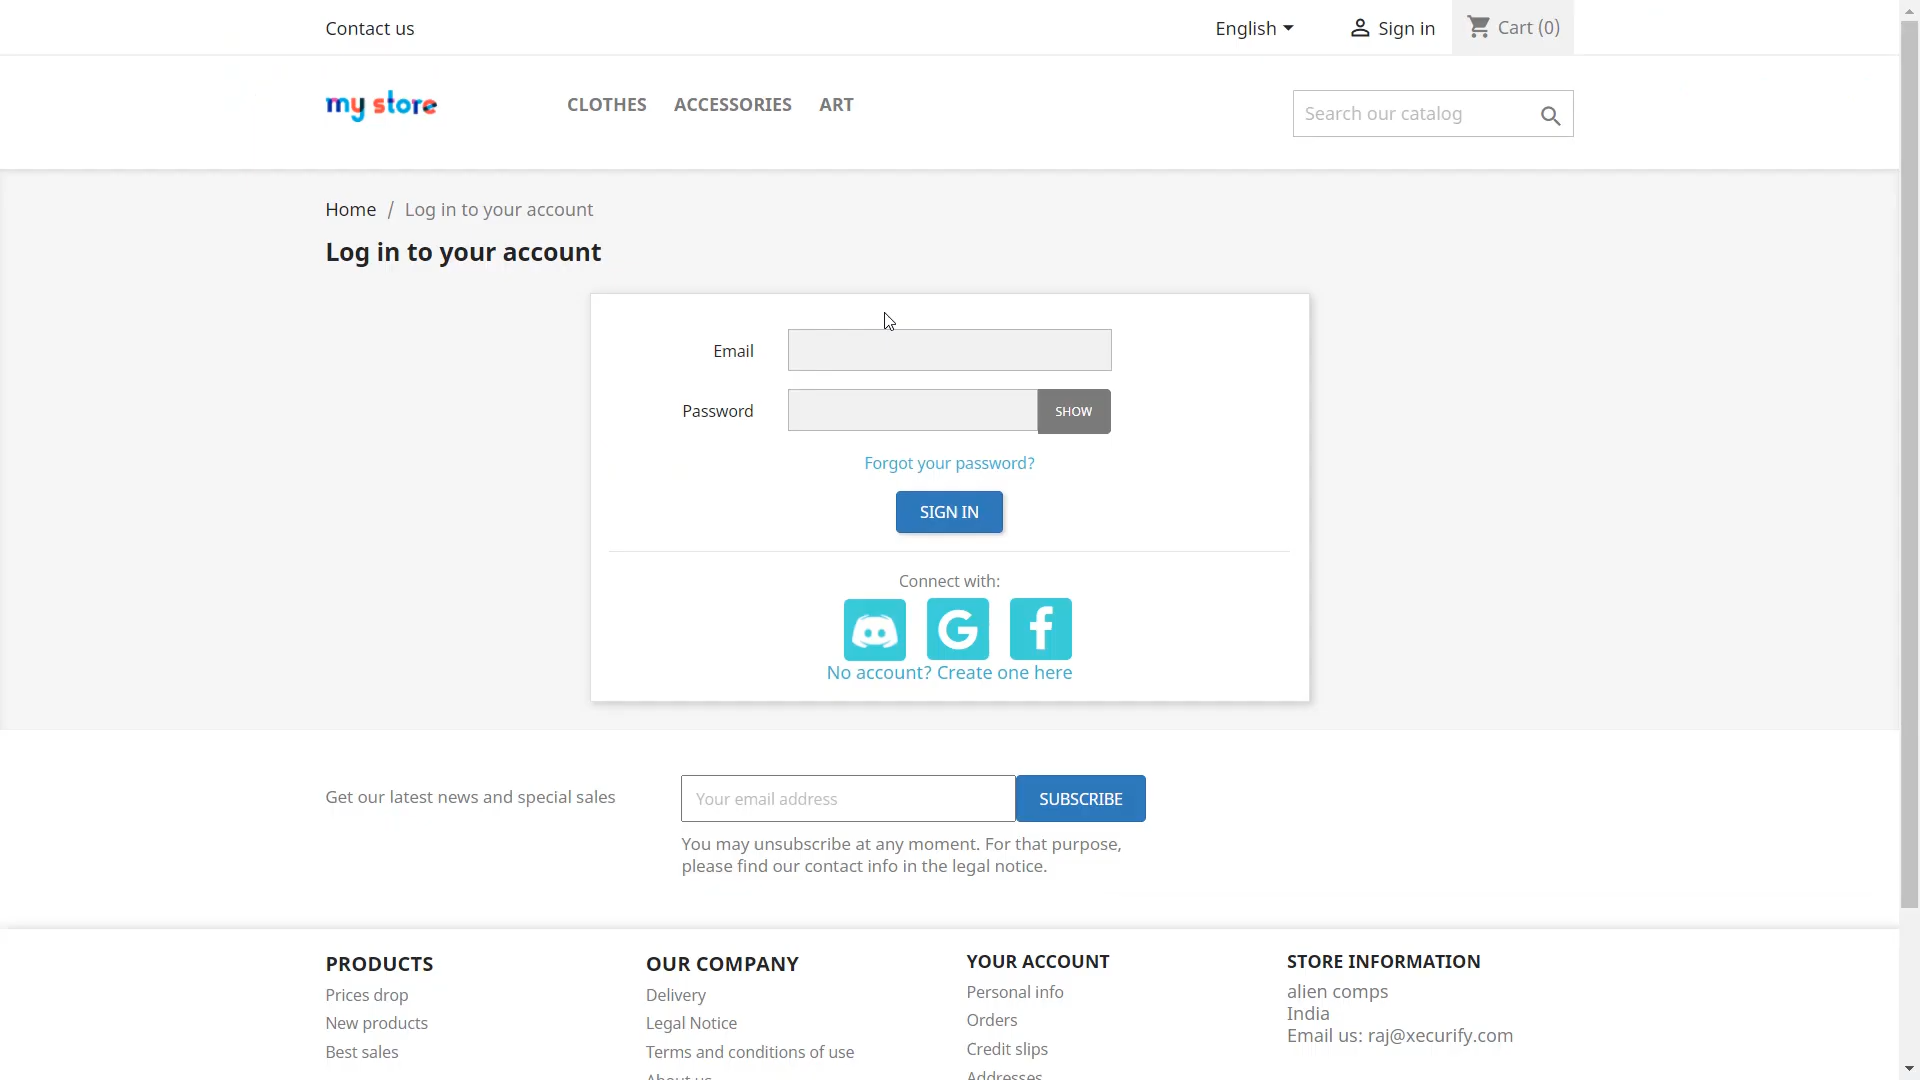 Contact us
English
Sign in
Cart (0)
my store
CLOTHES
ACCESSORIES
ART
Search our catalog
Home / Log in to your account
Log in to your account
Email
Password
SHOW
Forgot your password?
SIGN IN
Connect with:
No account? Create one here
Get our latest news and special sales
Your email address
SUBSCRIBE
You may unsubscribe at any moment. For that purpose,
please find our contact info in the legal notice.
PRODUCTS
Prices drop
New products
Best sales
OUR COMPANY
Delivery
Legal Notice
Terms and conditions of use
About us
YOUR ACCOUNT
Personal info
Orders
Credit slips
Addresses
STORE INFORMATION
alien comps
India
Email us: raj@xecurify.com